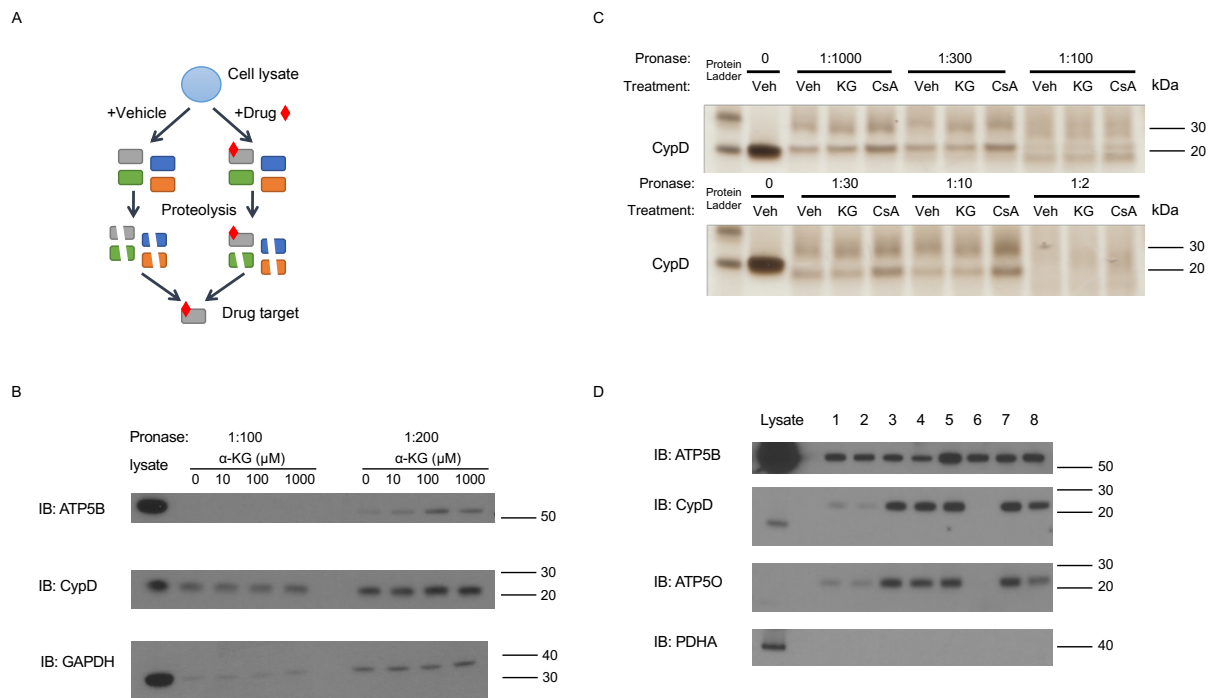 A
Cell lysate
+Vehicle
+Drug
Proteolysis
Drug target
B
Pronase: 1:100 1:200
lysate α-KG (μM) α-KG (μM)
0 10 100 1000 0 10 100 1000
IB: ATP5B
50
IB: CypD
30
20
IB: GAPDH
40
30
C
Pronase: Protein Ladder 0 1:1000 1:300 1:100
Treatment: Veh Veh KG CsA Veh KG CsA Veh KG CsA kDa
CypD
30
20
Pronase: Protein Ladder 0 1:30 1:10 1:2
Treatment: Veh Veh KG CsA Veh KG CsA Veh KG CsA kDa
CypD
30
20
D
Lysate 1 2 3 4 5 6 7 8
IB: ATP5B
50
IB: CypD
30
20
IB: ATP5O
30
20
IB: PDHA
40